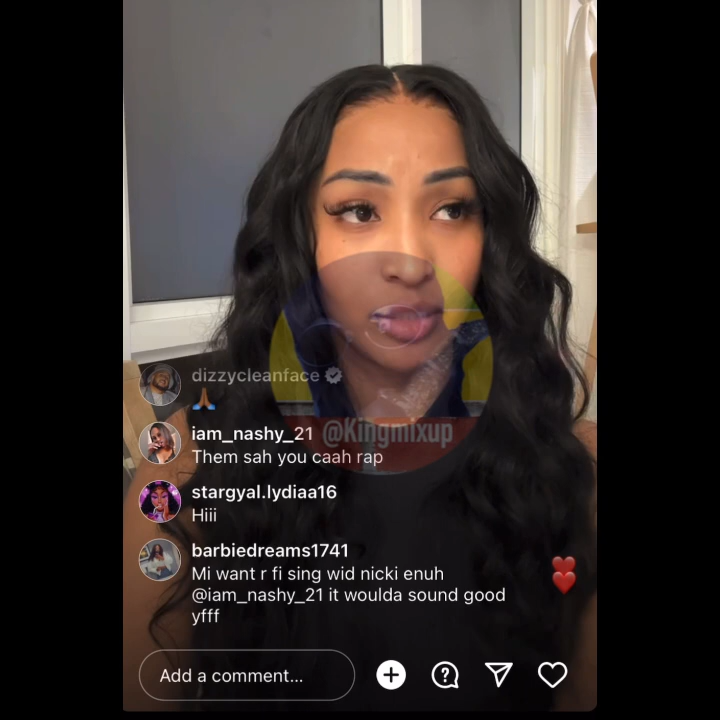 dizzycleanface
iam_nashy_21
@Kingmixup
Them sah you caah rap
stargyal.lydiaa16
Hiii
barbiedreams1741
Mi want r fi sing wid nicki enuh
@iam_nashy_21 it woulda sound good
yfff
Add a comment...
?